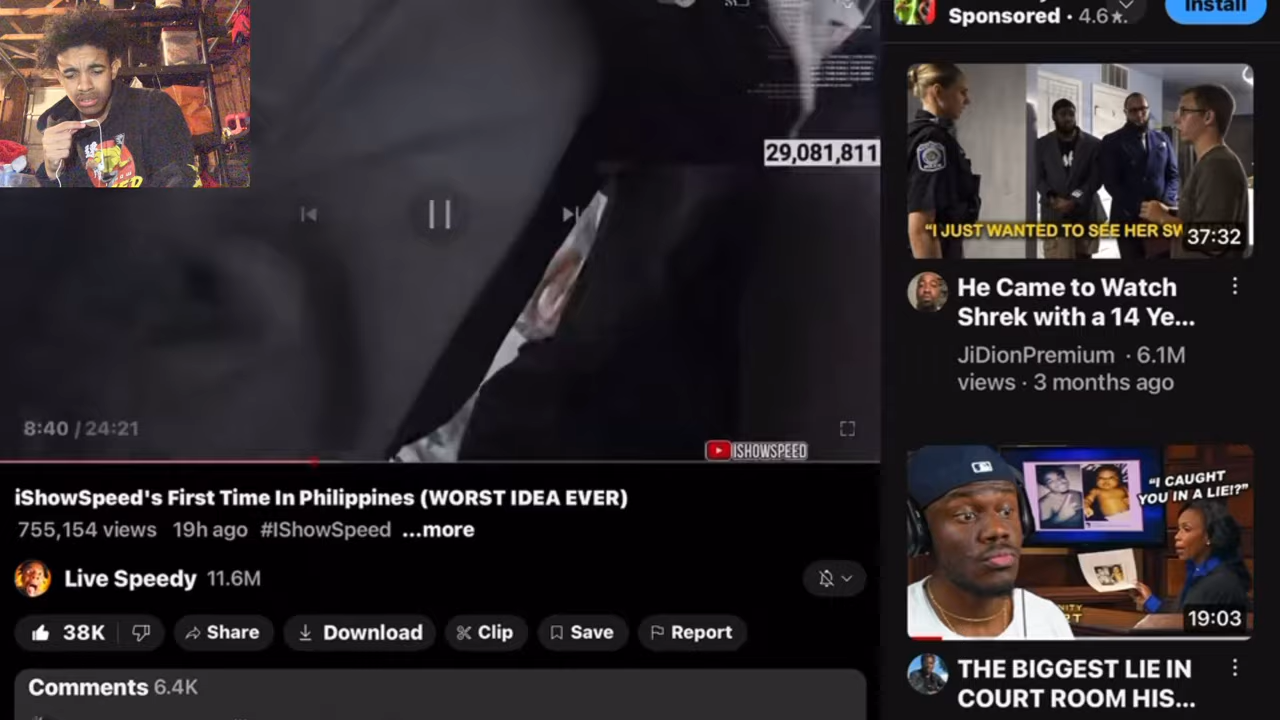 Sponsored · 4.6★.
Install
29,081,811
8:40 / 24:21
ISHOWSPEED
iShowSpeed's First Time In Philippines (WORST IDEA EVER)
755,154 views 19h ago #IShowSpeed ...more
Live Speedy 11.6M
38K Share Download Clip Save Report
Comments 6.4K
"I JUST WANTED TO SEE HER SW
37:32
He Came to Watch
Shrek with a 14 Ye...
JiDionPremium · 6.1M
views · 3 months ago
"I CAUGHT
YOU IN A LIE!?"
19:03
THE BIGGEST LIE IN
COURT ROOM HIS...